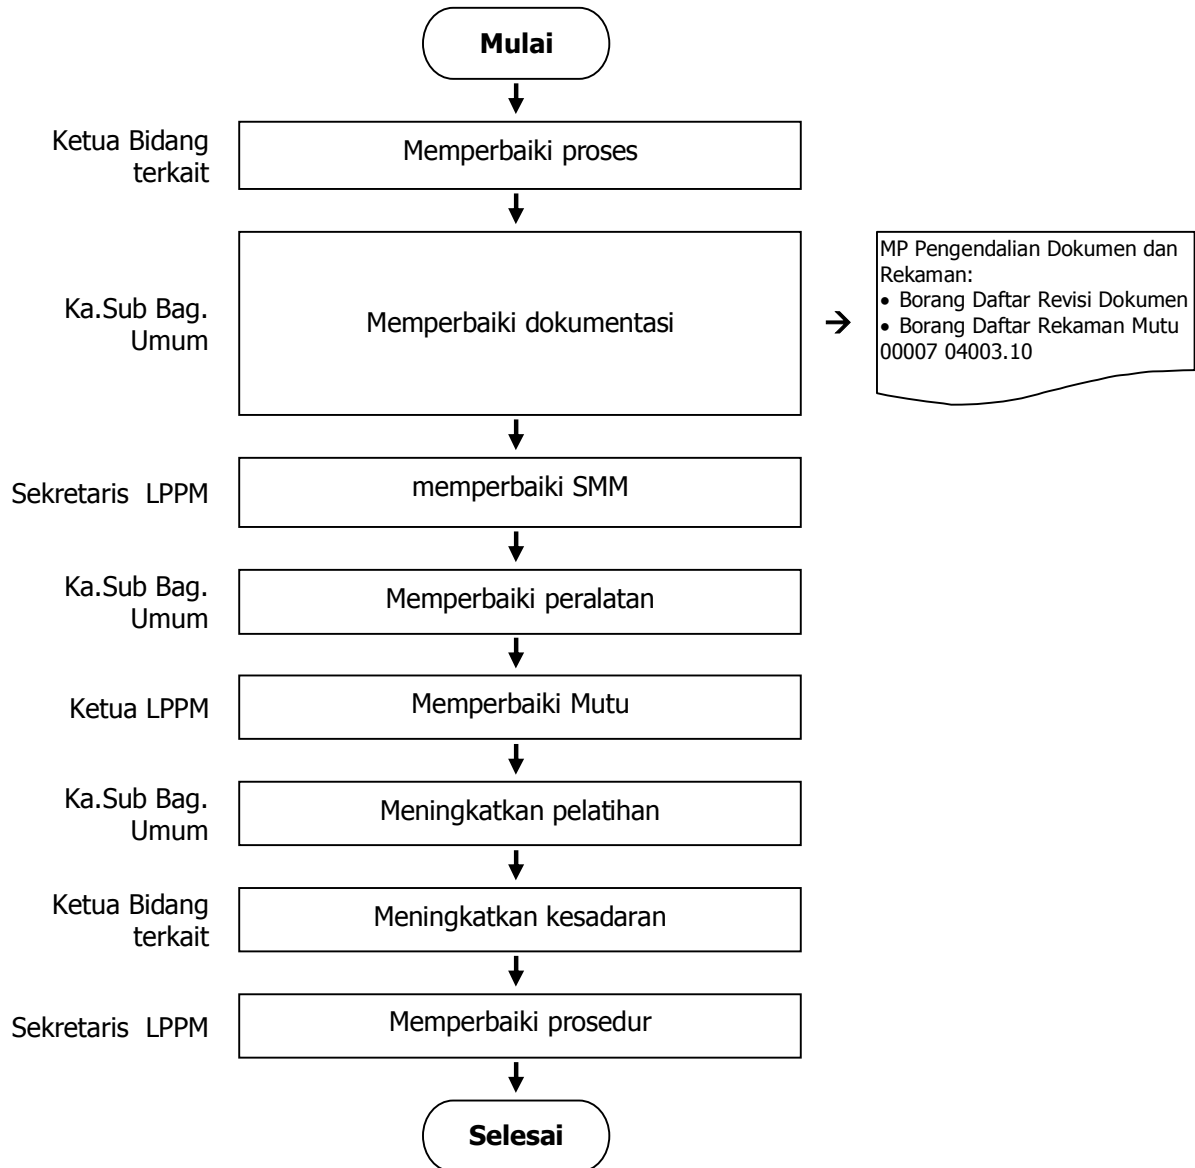 Mulai
Ketua Bidang
terkait
Memperbaiki proses
Ka.Sub Bag.
Umum
Memperbaiki dokumentasi
→
MP Pengendalian Dokumen dan
Rekaman:
• Borang Daftar Revisi Dokumen
• Borang Daftar Rekaman Mutu
00007 04003.10
Sekretaris  LPPM
memperbaiki SMM
Ka.Sub Bag.
Umum
Memperbaiki peralatan
Ketua LPPM
Memperbaiki Mutu
Ka.Sub Bag.
Umum
Meningkatkan pelatihan
Ketua Bidang
terkait
Meningkatkan kesadaran
Sekretaris  LPPM
Memperbaiki prosedur
Selesai